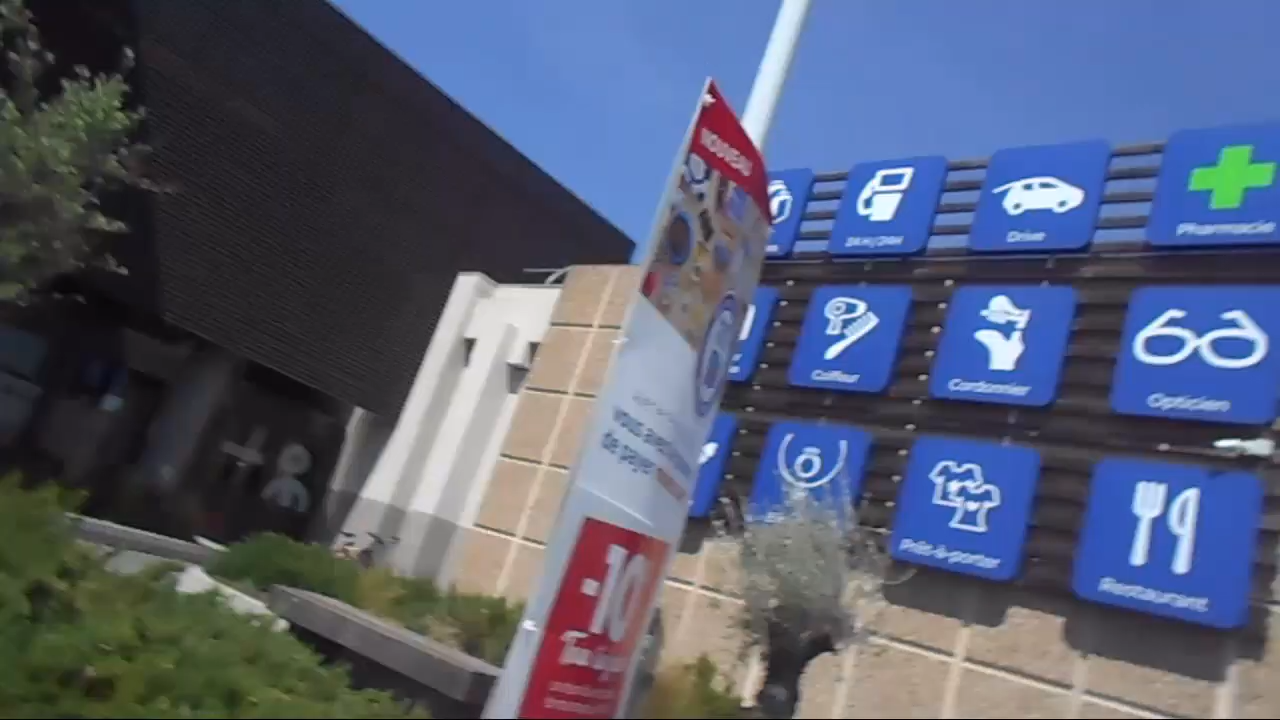 NOUVEAU
24H/24H
Drive
Pharmacie
Coiffeur
Cordonnier
Opticien
vous avez
de payer
Prêt-à-porter
Restaurant
-10